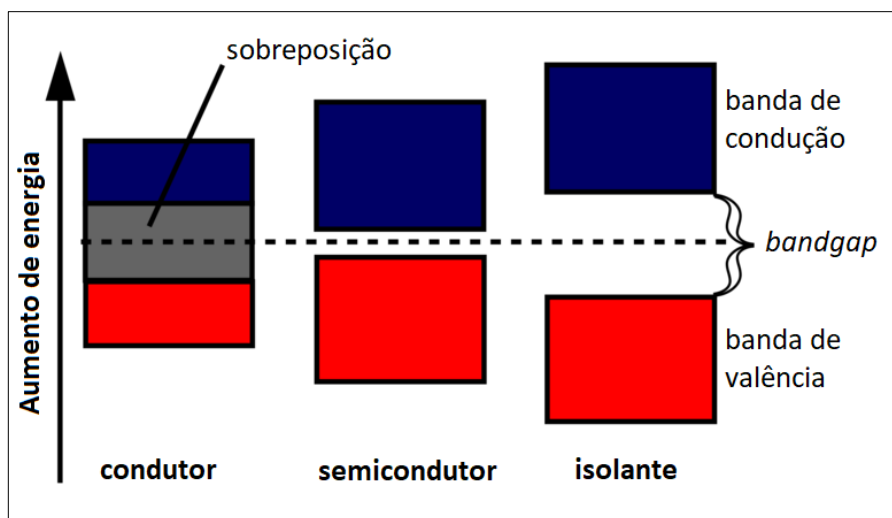 sobreposição
Aumento de energia
banda de
condução
bandgap
banda de
valência
condutor
semicondutor
isolante